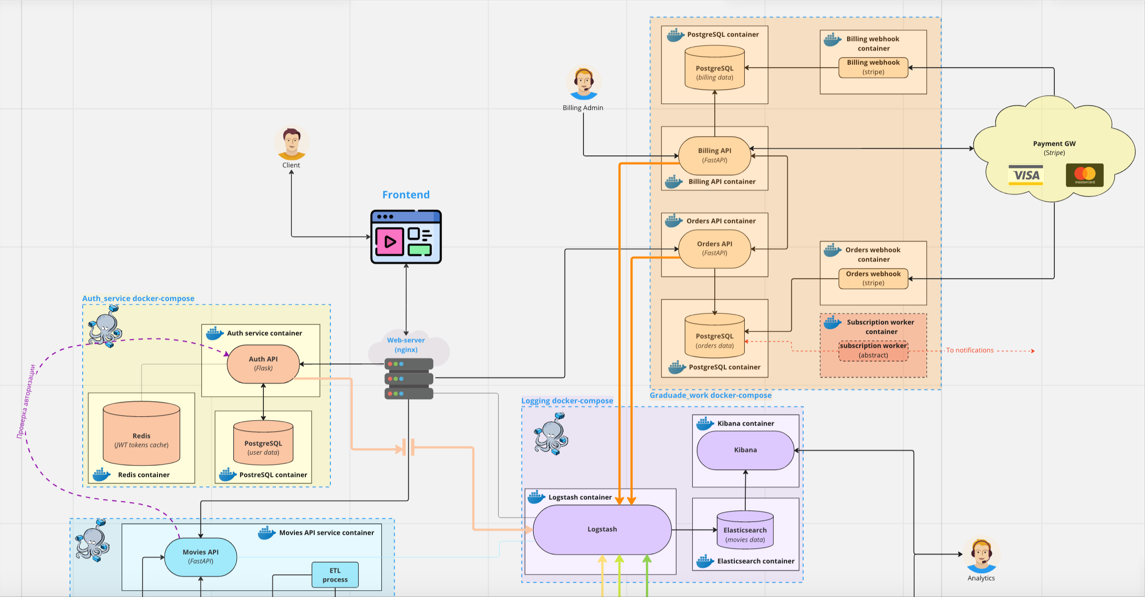 PostgreSQL container
PostgreSQL
(billing data)
Billing webhook
container
Billing webhook
(stripe)
Billing Admin
Payment GW
(Stripe)
VISA
mastercard
Client
Billing API
(FastAPI)
Billing API container
Frontend
Orders API container
Orders API
(FastAPI)
Orders webhook
container
Orders webhook
(stripe)
Auth_service docker-compose
Auth service container
Auth API
(Flask)
Web-server
(nginx)
PostgreSQL
(orders data)
PostgreSQL container
Subscription worker
container
subscription worker
(abstract)
To notifications
Graduade_work docker-compose
Проверка авторизации
Redis
(JWT tokens cache)
Redis container
PostgreSQL
(user data)
PostreSQL container
Logging docker-compose
Kibana container
Kibana
Logstash container
Logstash
Elasticsearch
(movies data)
Elasticsearch container
Analytics
Movies API service container
Movies API
(FastAPI)
ETL
process